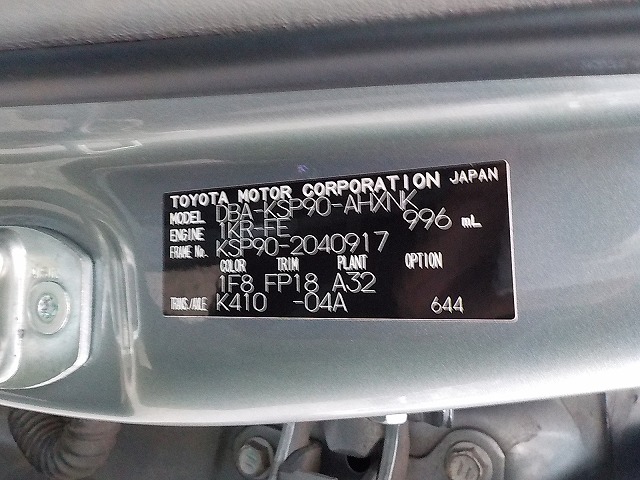 TOYOTA MOTOR CORPORATION JAPAN
MODEL DBA-KSP90-AHXNK
ENGINE 1KR-FE 996 mL
FRAME No. KSP90-2040917
COLOR TRIM PLANT OPTION
1F8 FP18 A32
TRANS/AXLE K410 -04A 644